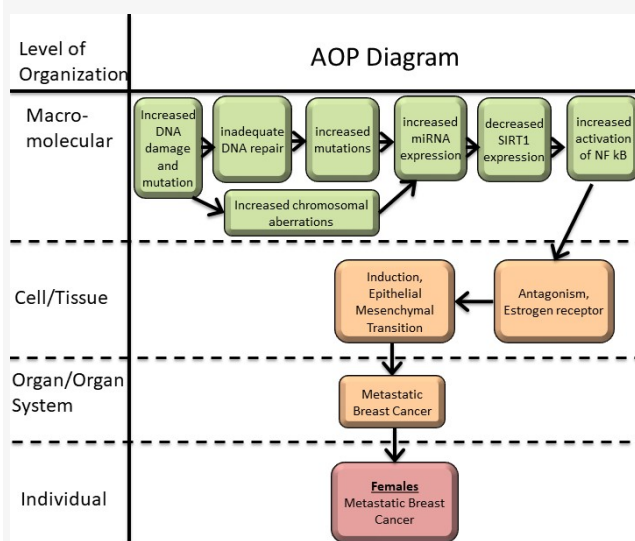 Level of
Organization
AOP Diagram
Macro-
molecular
Increased
DNA
damage
and
mutation
inadequate
DNA repair
increased
mutations
increased
miRNA
expression
decreased
SIRT1
expression
increased
activation
of NF kB
Increased chromosomal
aberrations
Cell/Tissue
Induction,
Epithelial
Mesenchymal
Transition
Antagonism,
Estrogen receptor
Organ/Organ
System
Metastatic
Breast Cancer
Individual
Females
Metastatic Breast
Cancer